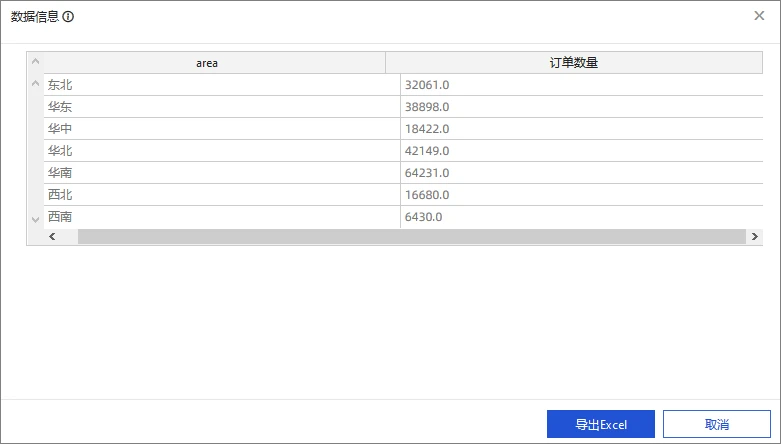 数据信息
area 订单数量
东北 32061.0
华东 38898.0
华中 18422.0
华北 42149.0
华南 64231.0
西北 16680.0
西南 6430.0
导出Excel 取消